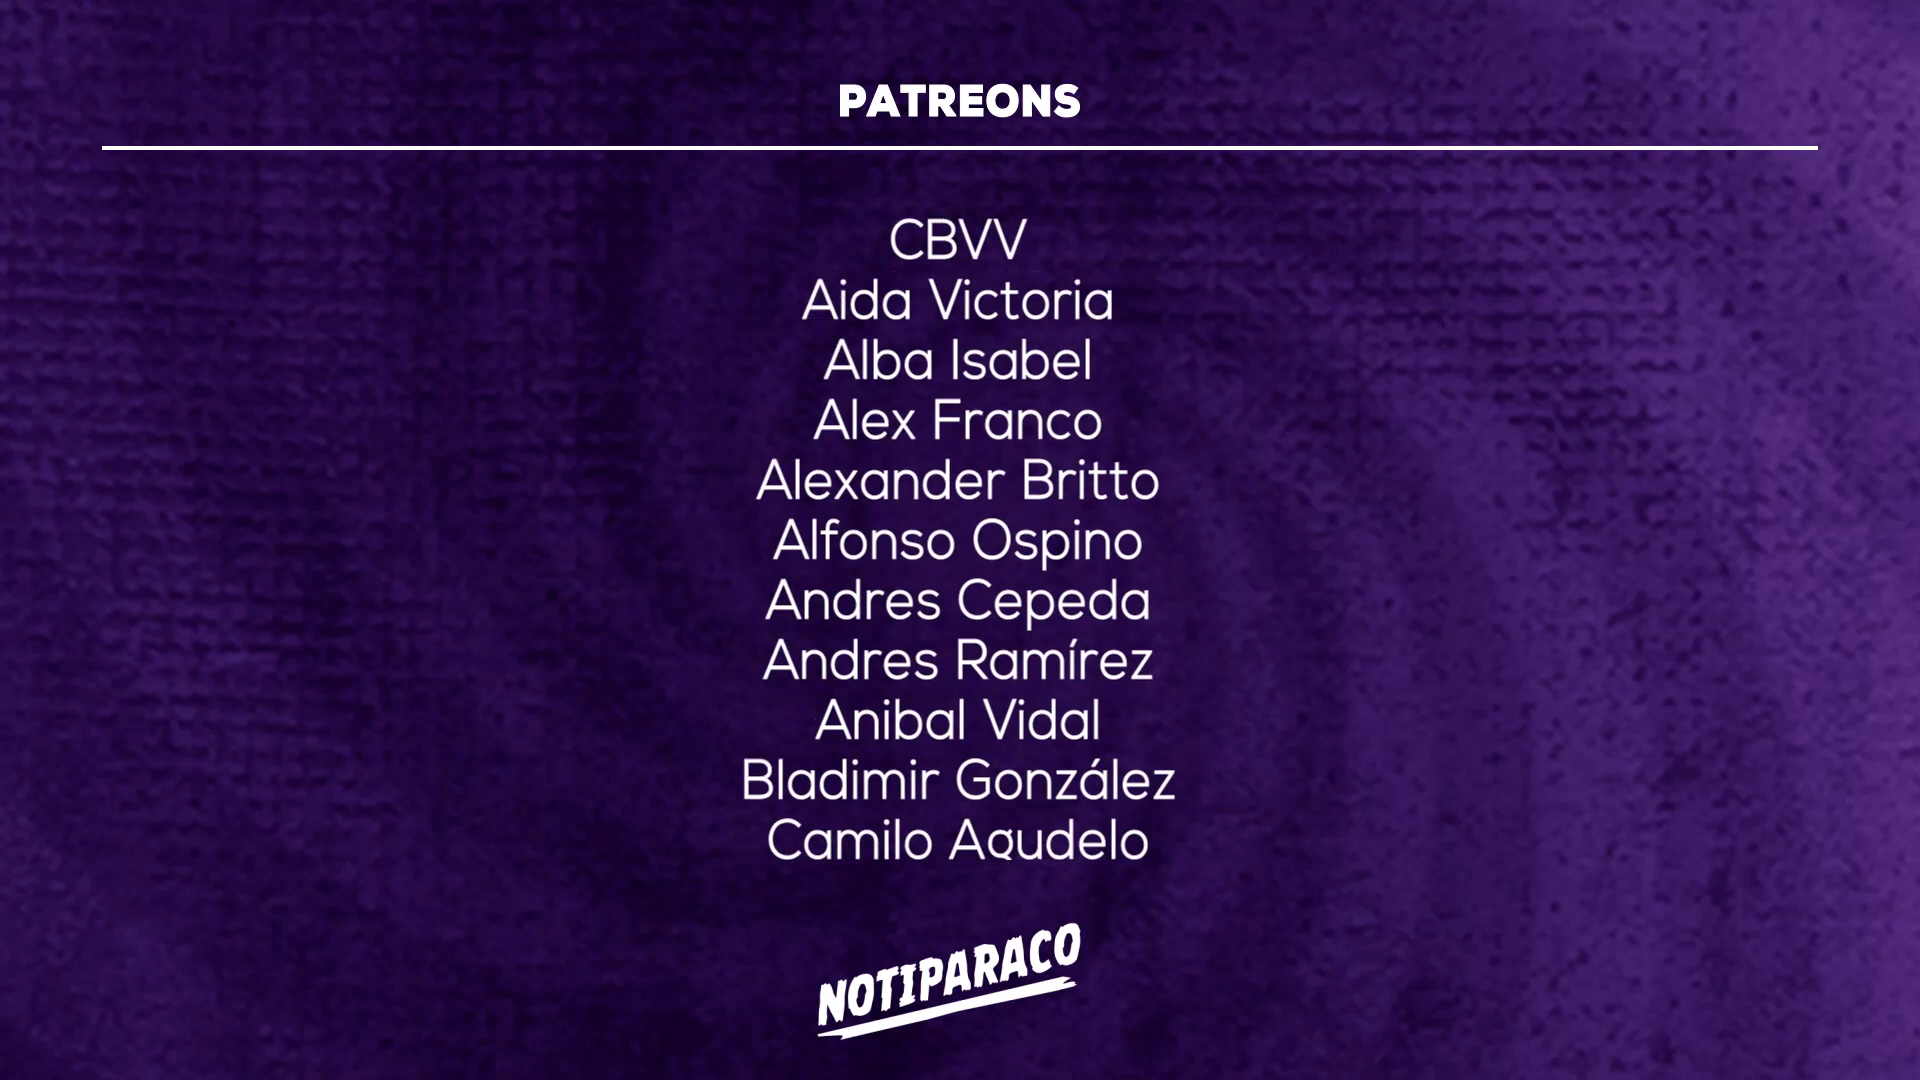 PATREONS
CBVV
Aida Victoria
Alba Isabel
Alex Franco
Alexander Britto
Alfonso Ospino
Andres Cepeda
Andres Ramírez
Anibal Vidal
Bladimir González
Camilo Agudelo
NOTIPARACO